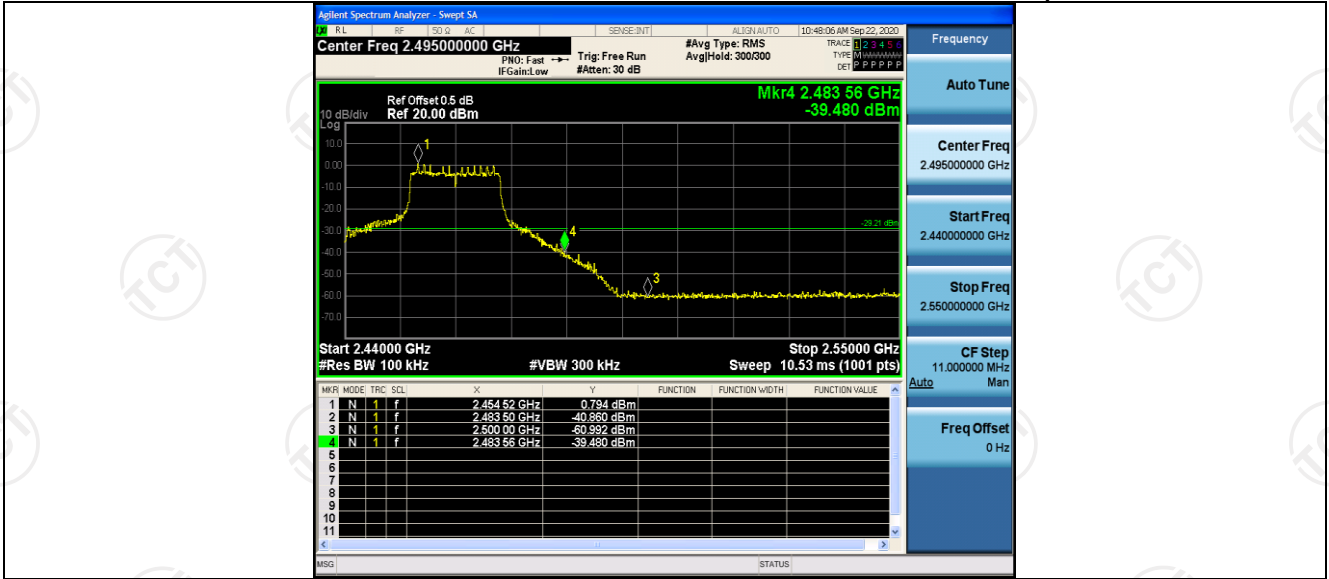 Agilent Spectrum Analyzer - Swept SA
RL RF 50 Ω AC SENSE:INT ALIGN AUTO 10:48:06 AM Sep 22, 2020
Center Freq 2.495000000 GHz
PNO: Fast
IFGain:Low
Trig: Free Run
#Atten: 30 dB
#Avg Type: RMS
Avg|Hold: 300/300
TRACE 1 2 3 4 5 6
TYPE M
DET P P P P P P
Mkr4 2.483 56 GHz
-39.480 dBm
Ref Offset 0.5 dB
10 dB/div Ref 20.00 dBm
Log
10.0
0.00
-10.0
-20.0
-30.0
-40.0
-50.0
-60.0
-70.0
1
4
3
-29.21 dBm
Start 2.44000 GHz Stop 2.55000 GHz
#Res BW 100 kHz #VBW 300 kHz Sweep 10.53 ms (1001 pts)
MKR MODE TRC SCL X Y FUNCTION FUNCTION WIDTH FUNCTION VALUE
1 N 1 f 2.454 52 GHz 0.794 dBm
2 N 1 f 2.483 50 GHz -40.860 dBm
3 N 1 f 2.500 00 GHz -60.992 dBm
4 N 1 f 2.483 56 GHz -39.480 dBm
5
6
7
8
9
10
11
MSG STATUS
Frequency
Auto Tune
Center Freq
2.495000000 GHz
Start Freq
2.440000000 GHz
Stop Freq
2.550000000 GHz
CF Step
11.000000 MHz
Auto Man
Freq Offset
0 Hz
TCT
TCT